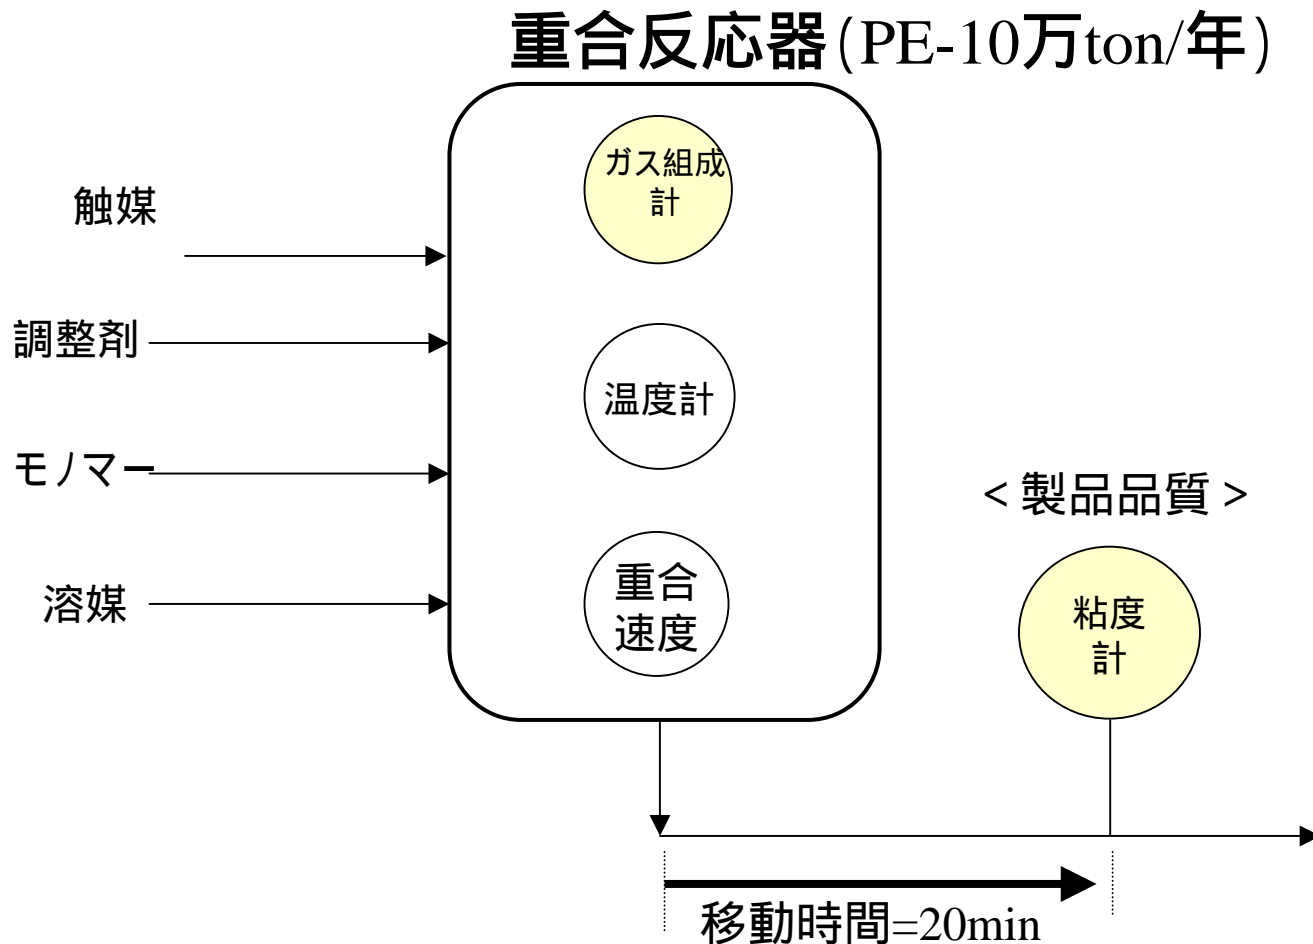 重合反応器(PE-10万ton/年)
ガス組成
計
触媒
調整剤
温度計
モノマー
<製品品質>
重合
速度
溶媒
粘度
計
移動時間=20min